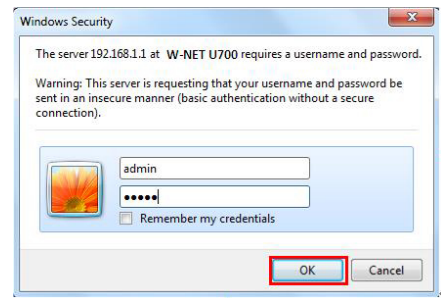 Windows Security
The server 192.168.1.1 at W-NET U700 requires a username and password.
Warning: This server is requesting that your username and password be
sent in an insecure manner (basic authentication without a secure
connection).
admin
●●●●●
Remember my credentials
OK Cancel